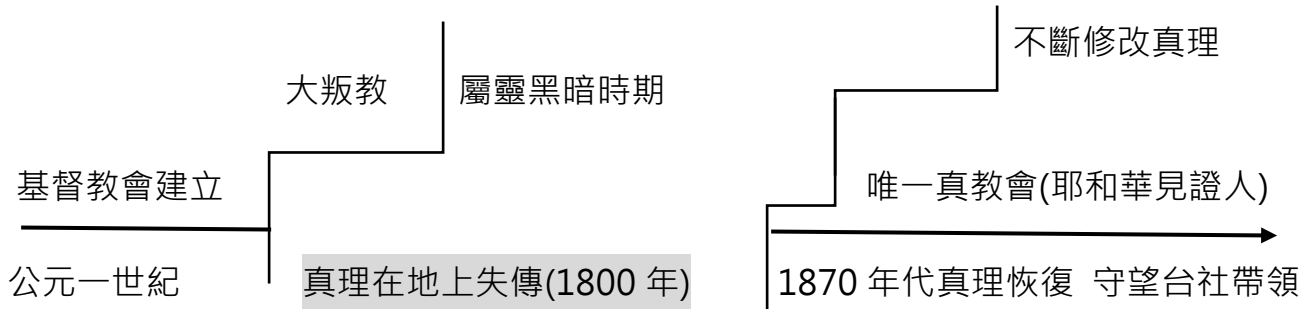 不斷修改真理
大叛教 屬靈黑暗時期
基督教會建立 唯一真教會(耶和華見證人)
公元一世紀 真理在地上失傳(1800 年) 1870 年代真理恢復 守望台社帶領